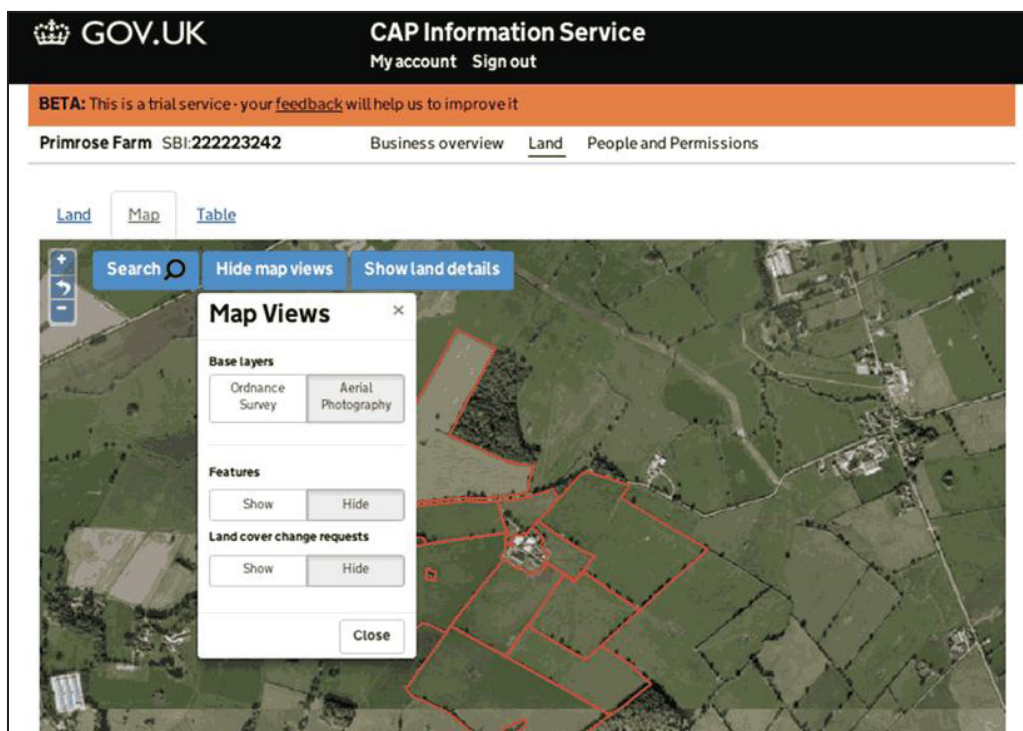 GOV.UK
CAP Information Service
My account Sign out
BETA: This is a trial service - your feedback will help us to improve it
Primrose Farm SBI:222223242 Business overview Land People and Permissions
Land Map Table
+
-
Search Hide map views Show land details
Map Views ×
Base layers
Ordnance
Survey
Aerial
Photography
Features
Show Hide
Land cover change requests
Show Hide
Close